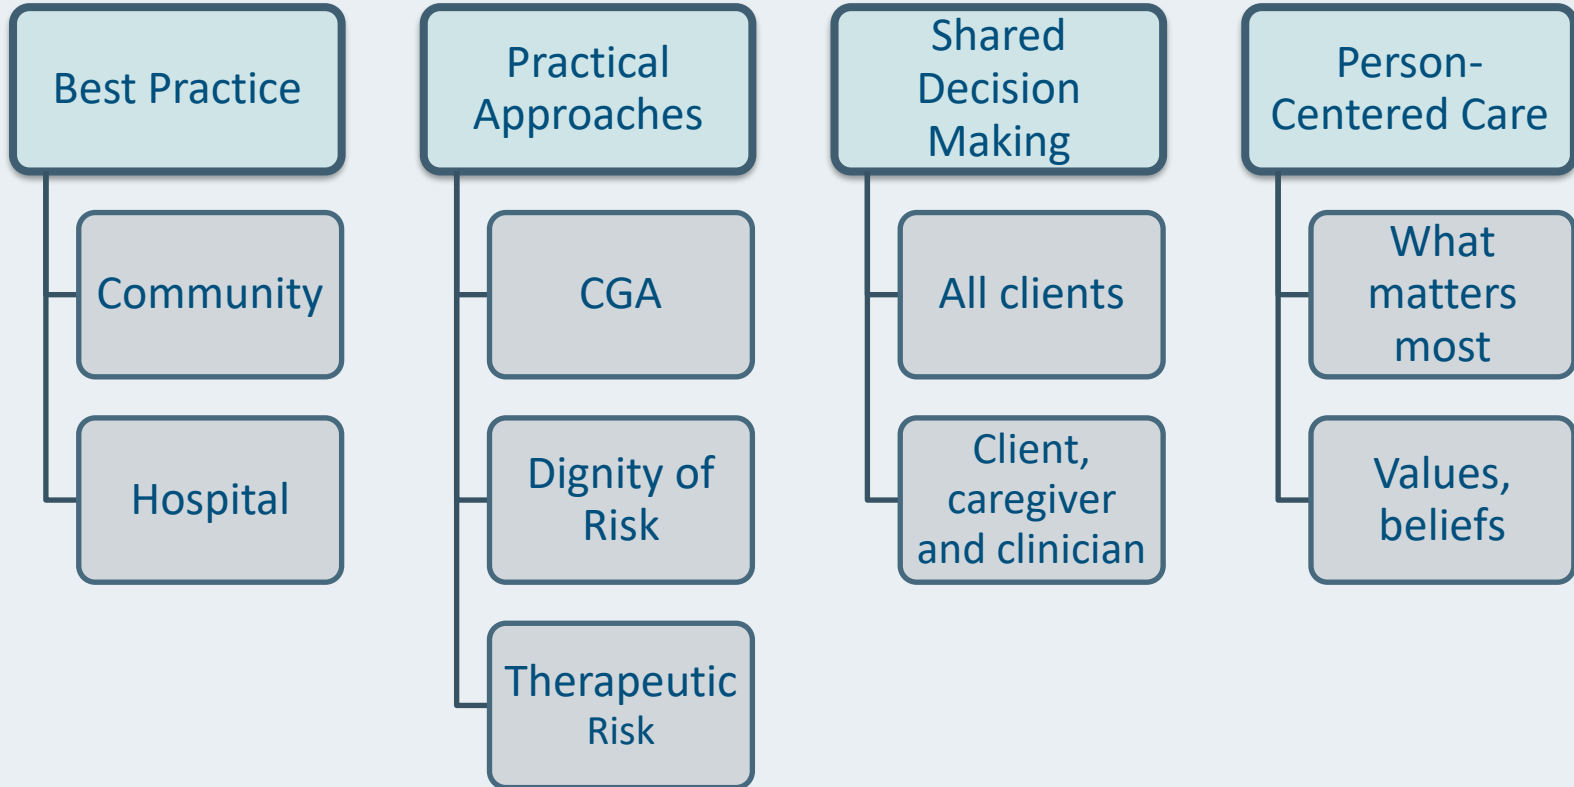 Best Practice
Community
Hospital
Practical
Approaches
CGA
Dignity of
Risk
Therapeutic
Risk
Shared
Decision
Making
All clients
Client,
caregiver
and clinician
Person-
Centered Care
What
matters
most
Values,
beliefs